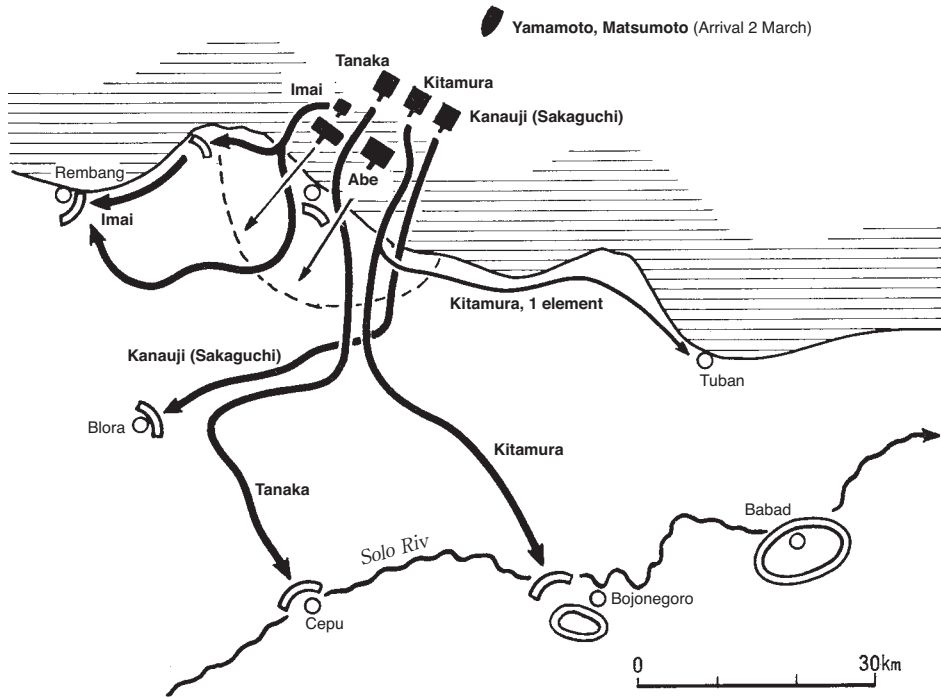 Yamamoto, Matsumoto (Arrival 2 March)
Tanaka
Kitamura
Imai
Kanauji (Sakaguchi)
Abe
Rembang
Imai
Kitamura, 1 element
Kanauji (Sakaguchi)
Tuban
Blora
Kitamura
Tanaka
Babad
Solo Riv
Bojonegoro
Cepu
0 30km